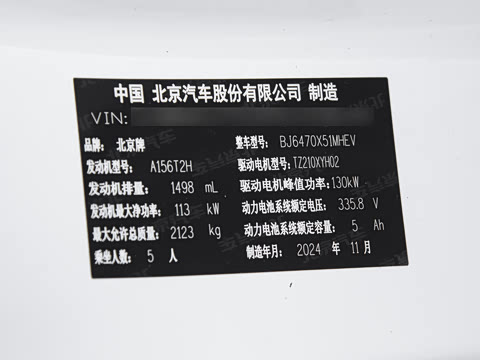 中国 北京汽车股份有限公司 制造
VIN:
品牌: 北京牌 整车型号: BJ6470X51MHEV
发动机型号: A156T2H 驱动电机型号: TZ210XYH02
发动机排量: 1498 mL 驱动电机峰值功率: 130kW
发动机最大净功率: 113 kW 动力电池系统额定电压: 335.8 V
最大允许总质量: 2123 kg 动力电池系统额定容量: 5 Ah
乘坐人数: 5 人 制造年月: 2024 年 11 月